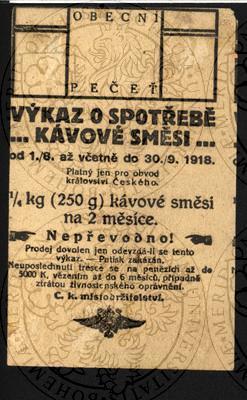 OBECNÍ
PEČEŤ
VÝKAZ O SPOTŘEBĚ
... KÁVOVÉ SMĚSI ...
od 1./8. až včetně do 30./9. 1918.
Platný jen pro obvod
království Českého.
¼ kg (250 g) kávové směsi
na 2 měsíce.
Nepřevodno!
Prodej dovolen jen odevzdá-li se tento
výkaz. — Patisk zakázán.
Neuposlechnutí tresce se na penězích až do
5000 K, vězením až do 6 měsíců, případně
ztrátou živnostenského oprávnění.
C. k. místodržitelství.